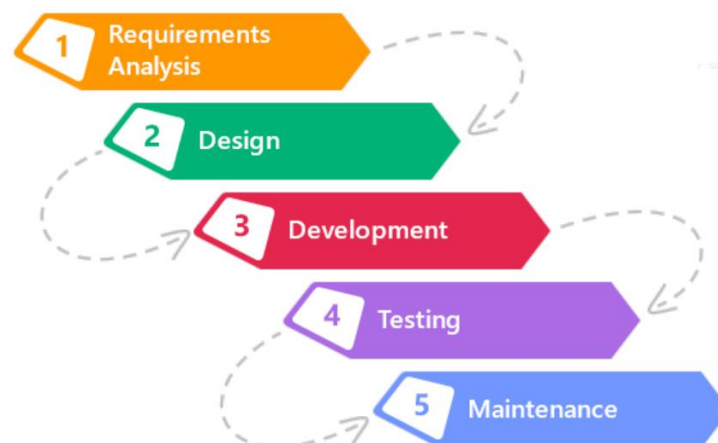 1 Requirements
Analysis
2 Design
3 Development
4 Testing
5 Maintenance